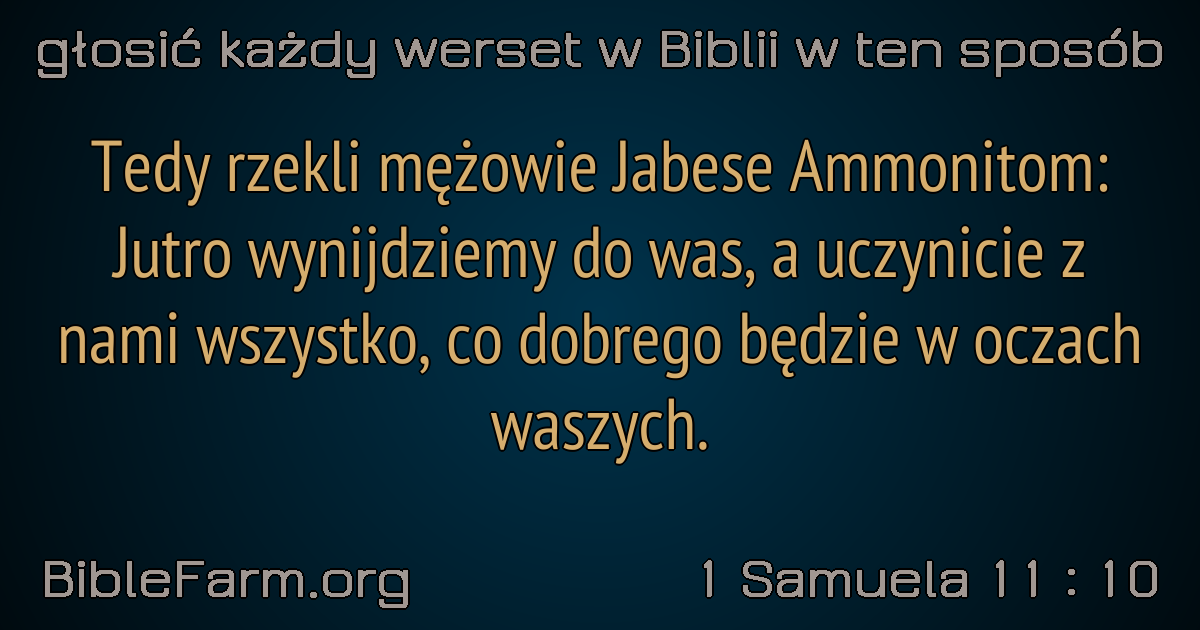 głosić każdy werset w Biblii w ten sposób
Tedy rzekli mężowie Jabese Ammonitom:
Jutro wynijdziemy do was, a uczynicie z
nami wszystko, co dobrego będzie w oczach
waszych.
BibleFarm.org
1 Samuela 11 : 10